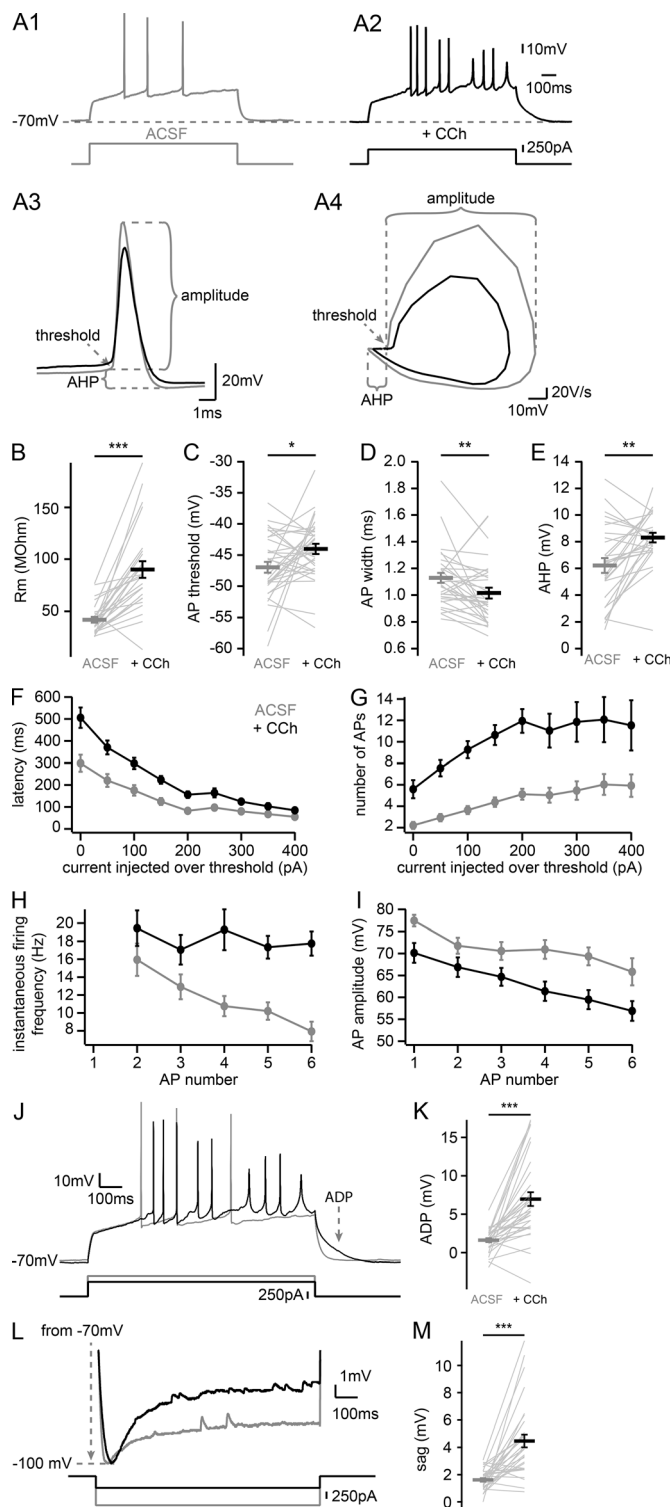 A1
A2
10mV
100ms
-70mV
ACSF
+ CCh
250pA
A3
A4
amplitude
amplitude
threshold
threshold
AHP
20mV
1ms
AHP
20V/s
10mV
B
***
Rm (MOhm)
150
100
50
ACSF + CCh
C
*
AP threshold (mV)
-30
-35
-40
-45
-50
-55
-60
ACSF + CCh
D
**
AP width (ms)
2.0
1.8
1.6
1.4
1.2
1.0
0.8
0.6
ACSF + CCh
E
**
AHP (mV)
14
12
10
8
6
4
2
0
ACSF + CCh
F
latency (ms)
600
500
400
300
200
100
0
ACSF
+ CCh
0 100 200 300 400
current injected over threshold (pA)
G
number of APs
14
12
10
8
6
4
2
0 100 200 300 400
current injected over threshold (pA)
H
instantaneous firing
frequency (Hz)
20
18
16
14
12
10
8
1 2 3 4 5 6
AP number
I
AP amplitude (mV)
80
75
70
65
60
55
50
1 2 3 4 5 6
AP number
J
10mV
100ms
ADP
-70mV
250pA
K
***
ADP (mV)
15
10
5
0
ACSF + CCh
L
from -70mV
1mV
100ms
-100 mV
250pA
M
***
sag (mV)
10
8
6
4
2
0